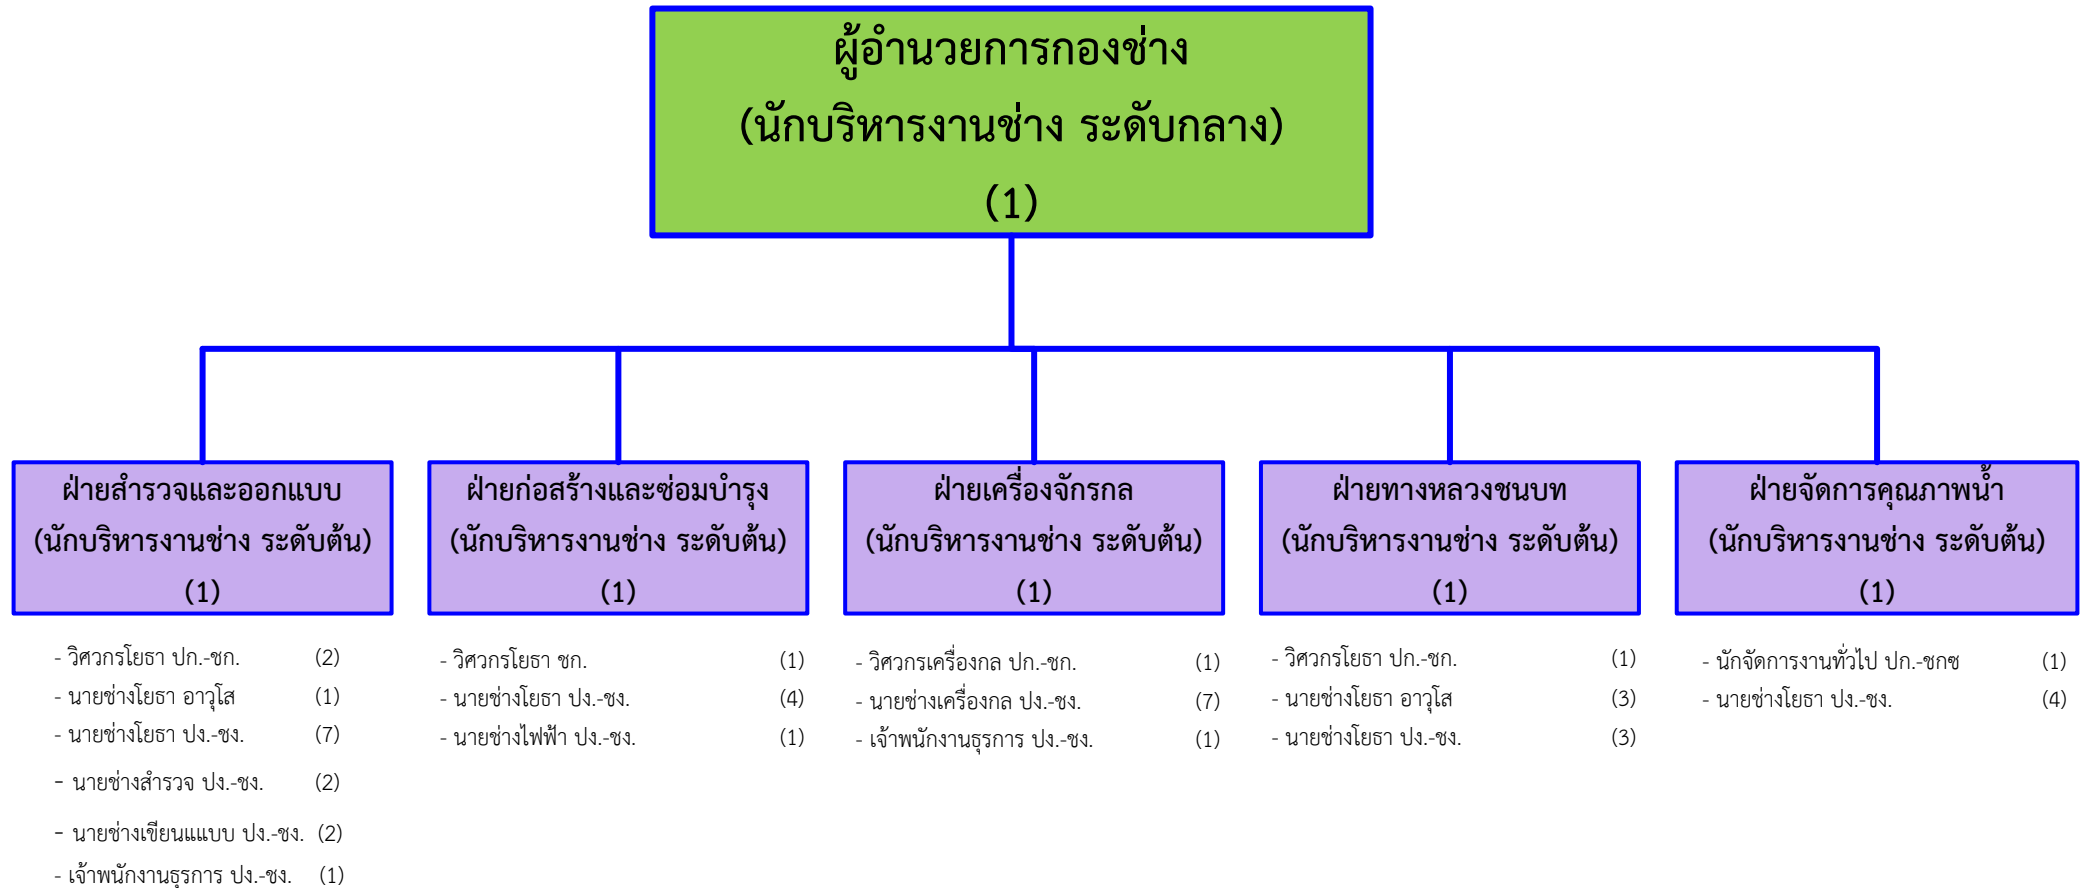 ผู้อำนวยการกองช่าง
(นักบริหารงานช่าง ระดับกลาง)
(1)
ฝ่ายสำรวจและออกแบบ
(นักบริหารงานช่าง ระดับต้น)
(1)
- วิศวกรโยธา ปก.-ชก. (2)
- นายช่างโยธา อาวุโส (1)
- นายช่างโยธา ปง.-ชง. (7)
- นายช่างสำรวจ ปง.-ชง. (2)
- นายช่างเขียนแแบบ ปง.-ชง. (2)
- เจ้าพนักงานธุรการ ปง.-ชง. (1)
ฝ่ายก่อสร้างและซ่อมบำรุง
(นักบริหารงานช่าง ระดับต้น)
(1)
- วิศวกรโยธา ชก. (1)
- นายช่างโยธา ปง.-ชง. (4)
- นายช่างไฟฟ้า ปง.-ชง. (1)
ฝ่ายเครื่องจักรกล
(นักบริหารงานช่าง ระดับต้น)
(1)
- วิศวกรเครื่องกล ปก.-ชก. (1)
- นายช่างเครื่องกล ปง.-ชง. (7)
- เจ้าพนักงานธุรการ ปง.-ชง. (1)
ฝ่ายทางหลวงชนบท
(นักบริหารงานช่าง ระดับต้น)
(1)
- วิศวกรโยธา ปก.-ชก. (1)
- นายช่างโยธา อาวุโส (3)
- นายช่างโยธา ปง.-ชง. (3)
ฝ่ายจัดการคุณภาพน้ำ
(นักบริหารงานช่าง ระดับต้น)
(1)
- นักจัดการงานทั่วไป ปก.-ชกซ (1)
- นายช่างโยธา ปง.-ชง. (4)